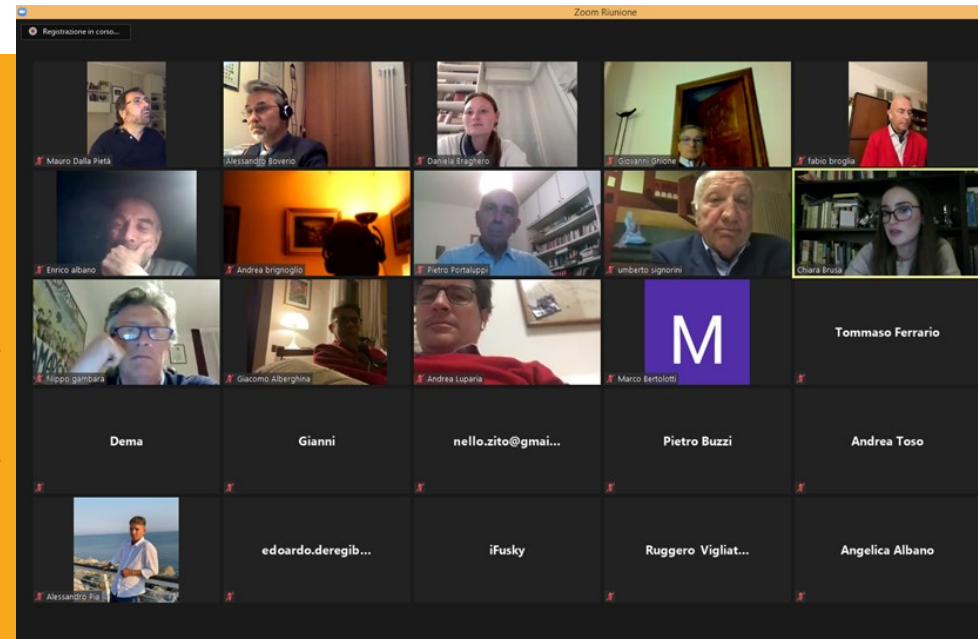 Zoom Riunione
Registrazione in corso...
Mauro Dalla Pietà
Alessandro Boverio
Daniela Braghero
Giovanni Ghione
fabio broglia
Enrico albano
Andrea brignoglio
Pietro Portaluppi
umberto signorini
Chiara Brusa
filippo gambara
Giacomo Alberghina
Andrea Luparia
M
Marco Bertolotti
Tommaso Ferrario
Dema
Gianni
nello.zito@gmai...
Pietro Buzzi
Andrea Toso
Alessandro Pia
edoardo.deregib...
iFusky
Ruggero Vigliat...
Angelica Albano